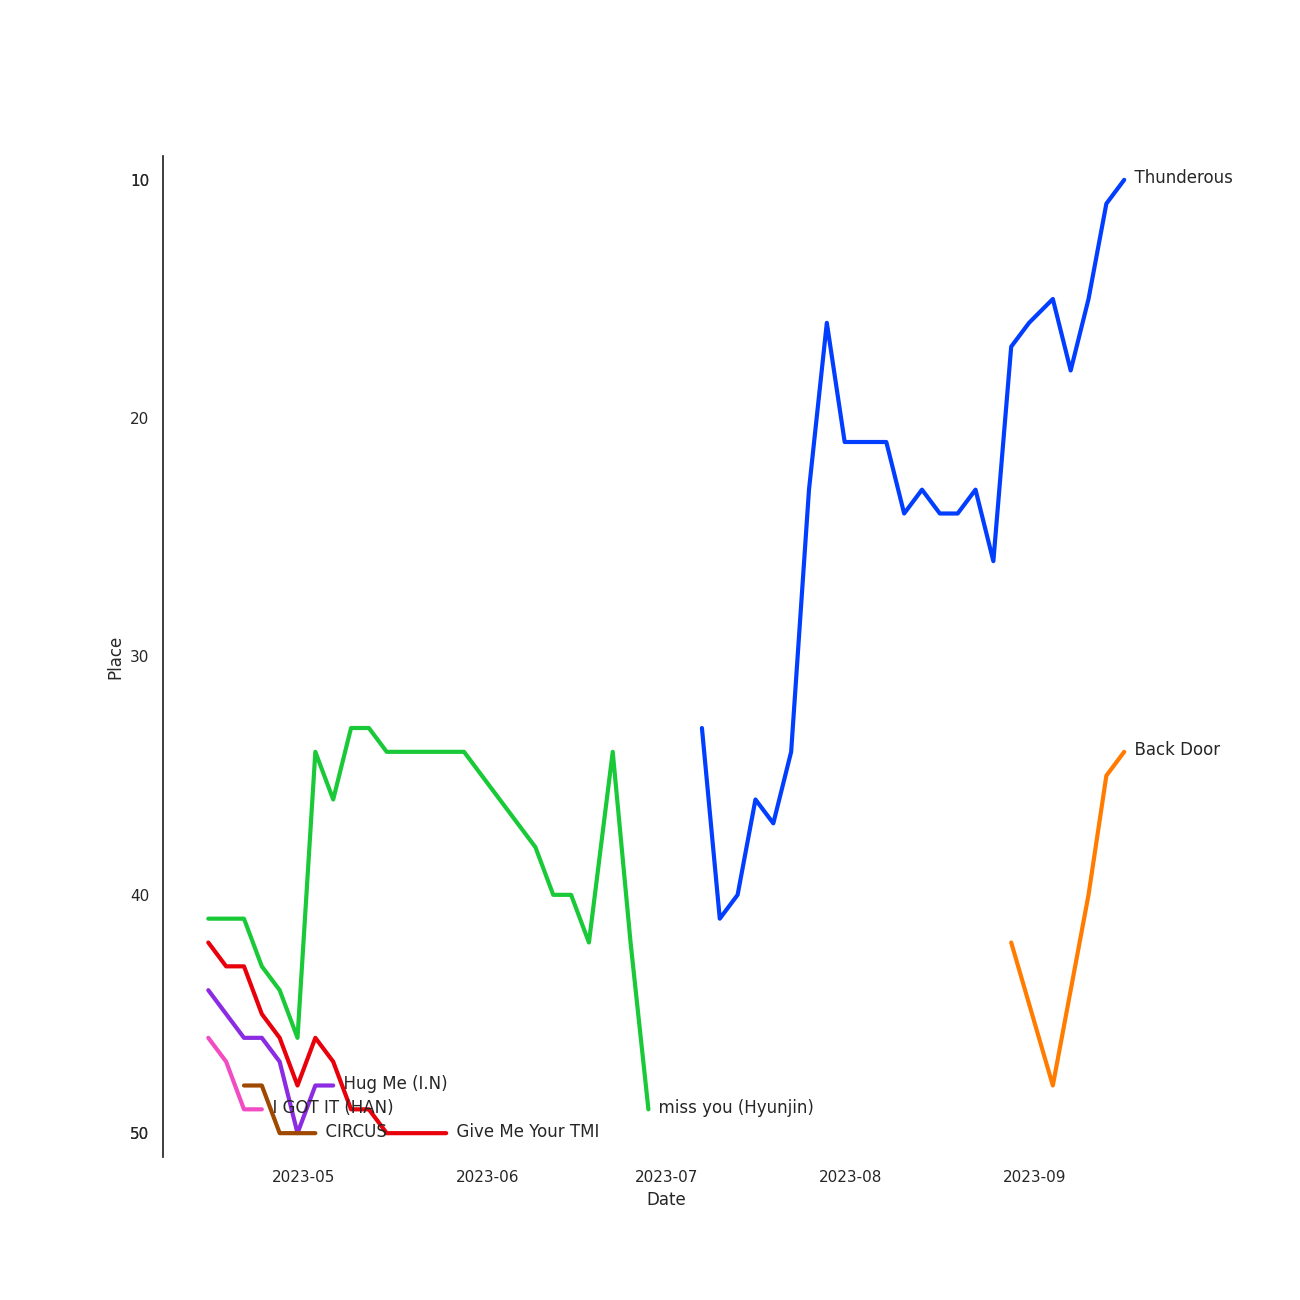 10
Thunderous
20
30
Place
Back Door
40
Hug Me (I.N)
I GOT IT (HAN)
miss you (Hyunjin)
50
CIRCUS
Give Me Your TMI
2023-05
2023-06
2023-07
2023-08
2023-09
Date